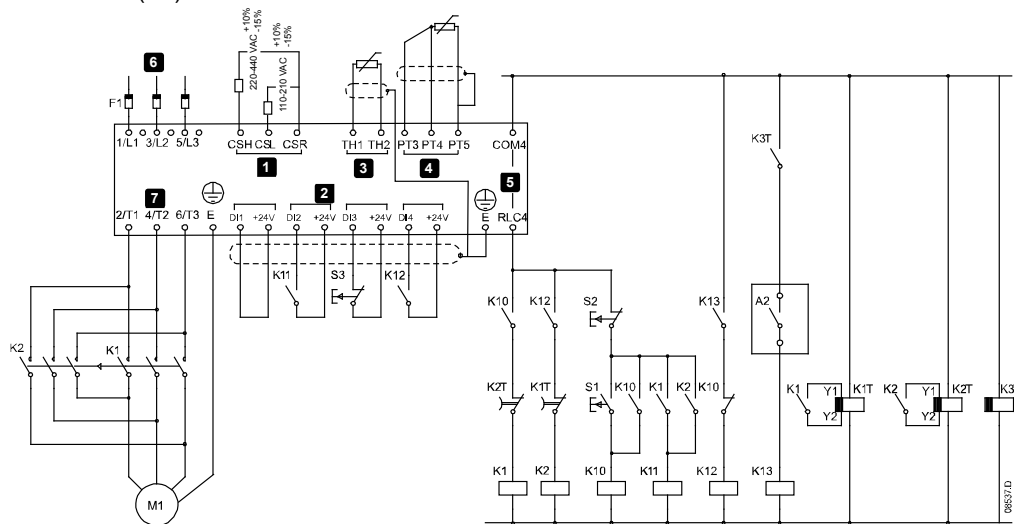 +10%
-15%
220-440 VAC
+10%
-15%
110-210 VAC
6
F1
1/L1 3/L2 5/L3 CSH CSL CSR TH1 TH2 PT3 PT4 PT5 COM4
1 3 4
7 2 5
2/T1 4/T2 6/T3 E DI1 +24V DI2 +24V DI3 +24V DI4 +24V E RLC4
K3T
K11 S3 K12
K10 K12 S2 K13 A2
K2 K1
K2T K1T S1 K10 K1 K2 K10 K1 Y1 K1T K2 Y1 K2T K3
Y2 Y2
K1 K2 K10 K11 K12 K13
M1
08537.D